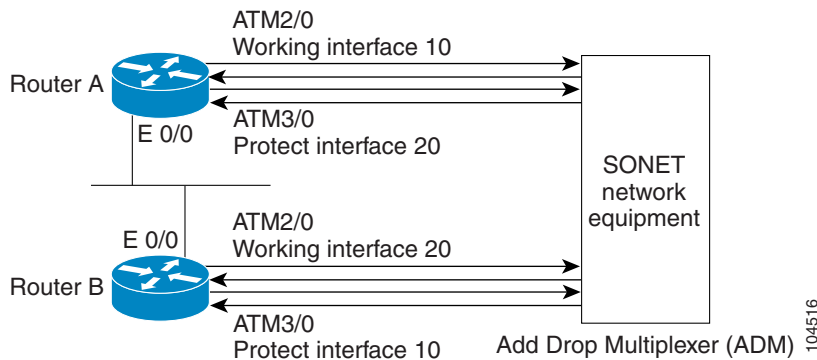 ATM2/0
Working interface 10
Router A
ATM3/0
Protect interface 20
E 0/0
SONET
network
equipment
ATM2/0
Working interface 20
E 0/0
Router B
ATM3/0
Protect interface 10
Add Drop Multiplexer (ADM)
104516